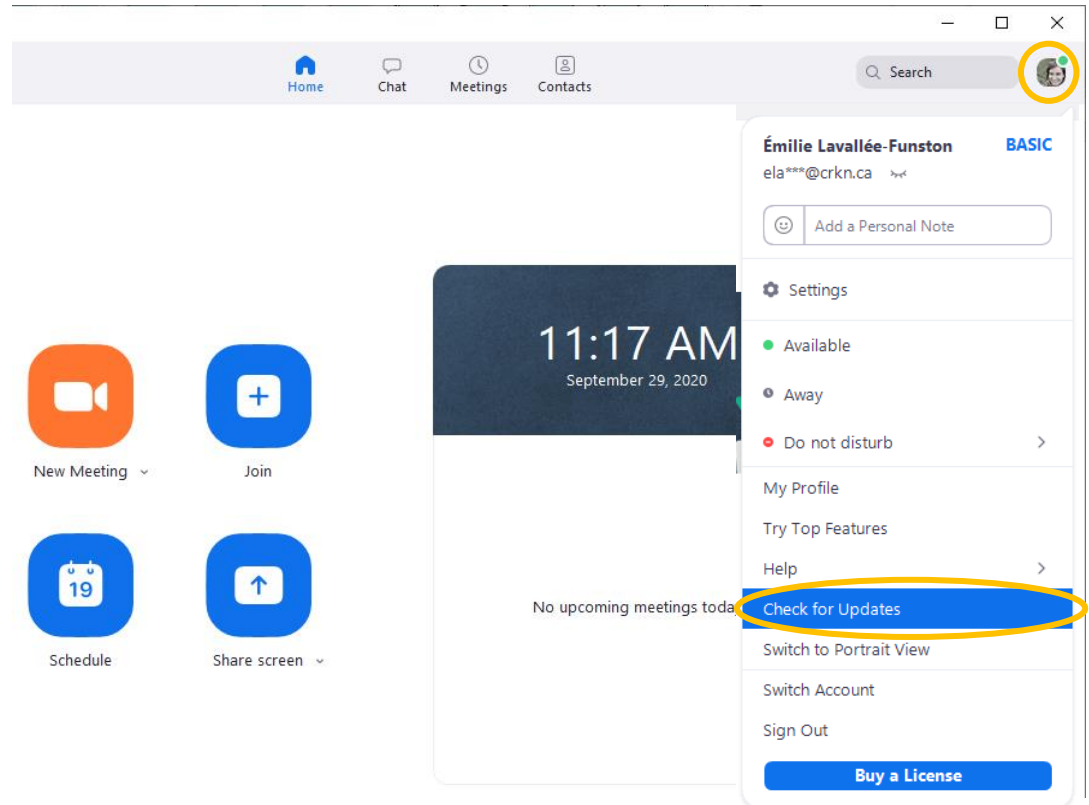 Home
Chat
Meetings
Contacts
Search
Émilie Lavallée-Funston BASIC
ela***@crkn.ca
Add a Personal Note
Settings
Available
Away
Do not disturb
My Profile
Try Top Features
Help
Check for Updates
Switch to Portrait View
Switch Account
Sign Out
Buy a License
11:17 AM
September 29, 2020
No upcoming meetings toda
New Meeting
Join
19
Schedule
Share screen